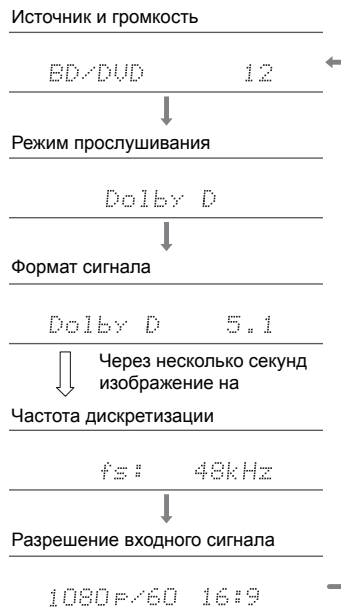 Источник и громкость
BD/DVD 12
Режим прослушивания
Dolby D
Формат сигнала
Dolby D 5.1
Через несколько секунд
изображение на
Частота дискретизации
fs: 48kHz
Разрешение входного сигнала
1080p/60 16:9